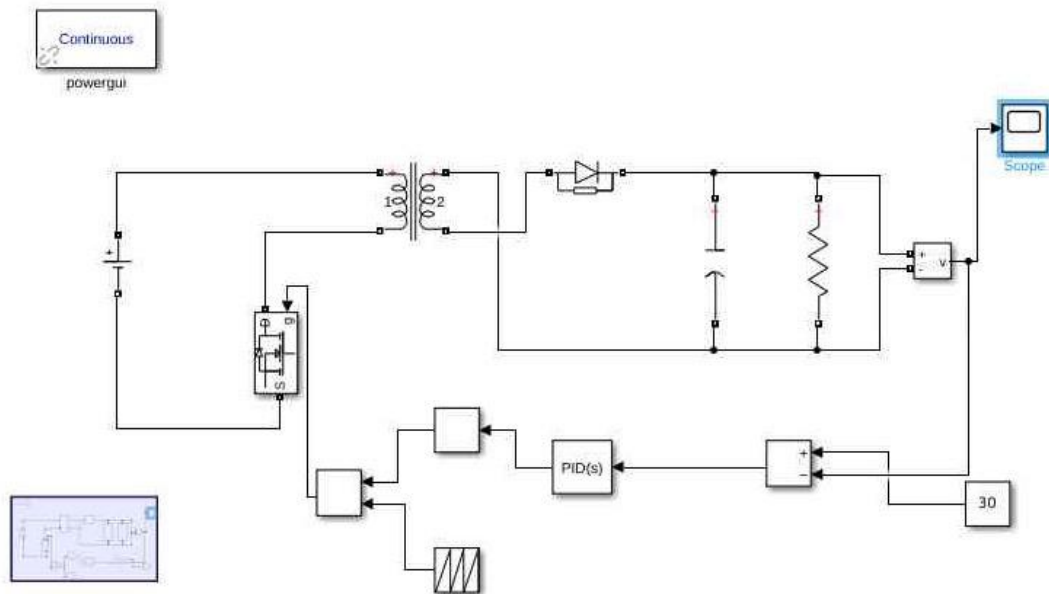 Continuous
powergui
Scope
+
+
1
2
+
+
+
+
v
-
g
S
PID(s)
+
−
30